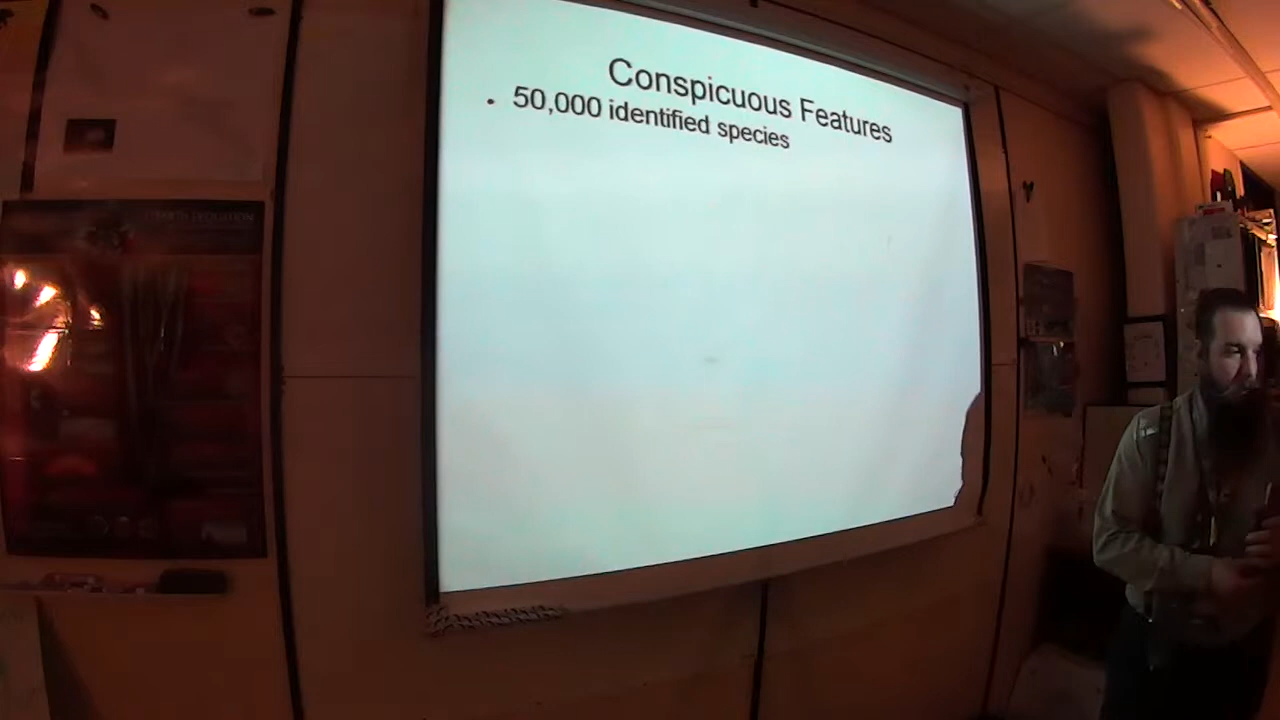 Conspicuous Features
• 50,000 identified species